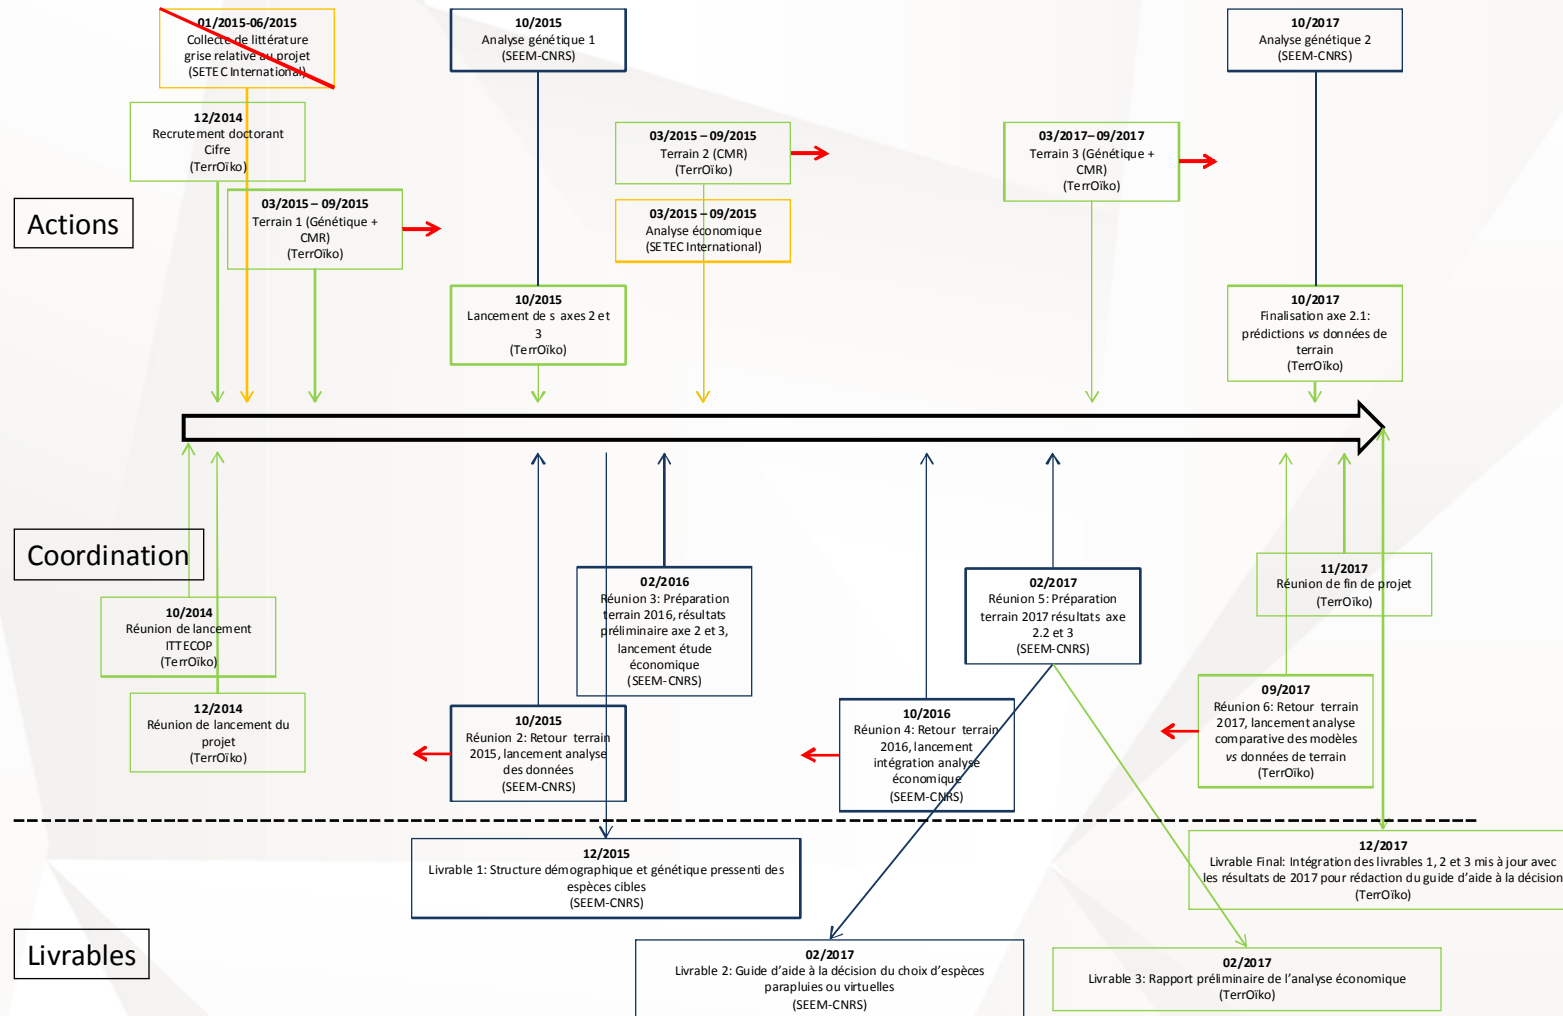 01/2015-06/2015
Collecte de littérature
grise relative au projet
(SETEC International)
10/2015
Analyse génétique 1
(SEEM-CNRS)
10/2017
Analyse génétique 2
(SEEM-CNRS)
12/2014
Recrutement doctorant
Cifre
(TerrOïko)
03/2015 – 09/2015
Terrain 2 (CMR)
(TerrOïko)
03/2017– 09/2017
Terrain 3 (Génétique +
CMR)
(TerrOïko)
Actions
03/2015 – 09/2015
Terrain 1 (Génétique +
CMR)
(TerrOïko)
03/2015 – 09/2015
Analyse économique
(SETEC International)
10/2015
Lancement de s axes 2 et
3
(TerrOïko)
10/2017
Finalisation axe 2.1:
prédictions vs données de
terrain
(TerrOïko)
Coordination
10/2014
Réunion de lancement
ITTECOP
(TerrOïko)
02/2016
Réunion 3: Préparation
terrain 2016, résultats
préliminaire axe 2 et 3,
lancement étude
économique
(SEEM-CNRS)
02/2017
Réunion 5: Préparation
terrain 2017 résultats axe
2.2 et 3
(SEEM-CNRS)
11/2017
Réunion de fin de projet
(TerrOïko)
12/2014
Réunion de lancement du
projet
(TerrOïko)
10/2015
Réunion 2: Retour terrain
2015, lancement analyse
des données
(SEEM-CNRS)
10/2016
Réunion 4: Retour terrain
2016, lancement
intégration analyse
économique
(SEEM-CNRS)
09/2017
Réunion 6: Retour terrain
2017, lancement analyse
comparative des modèles
vs données de terrain
(TerrOïko)
12/2015
Livrable 1: Structure démographique et génétique pressenti des
espèces cibles
(SEEM-CNRS)
12/2017
Livrable Final: Intégration des livrables 1, 2 et 3 mis à jour avec
les résultats de 2017 pour rédaction du guide d'aide à la décision
(TerrOïko)
Livrables
02/2017
Livrable 2: Guide d'aide à la décision du choix d'espèces
parapluies ou virtuelles
(SEEM-CNRS)
02/2017
Livrable 3: Rapport préliminaire de l'analyse économique
(TerrOïko)